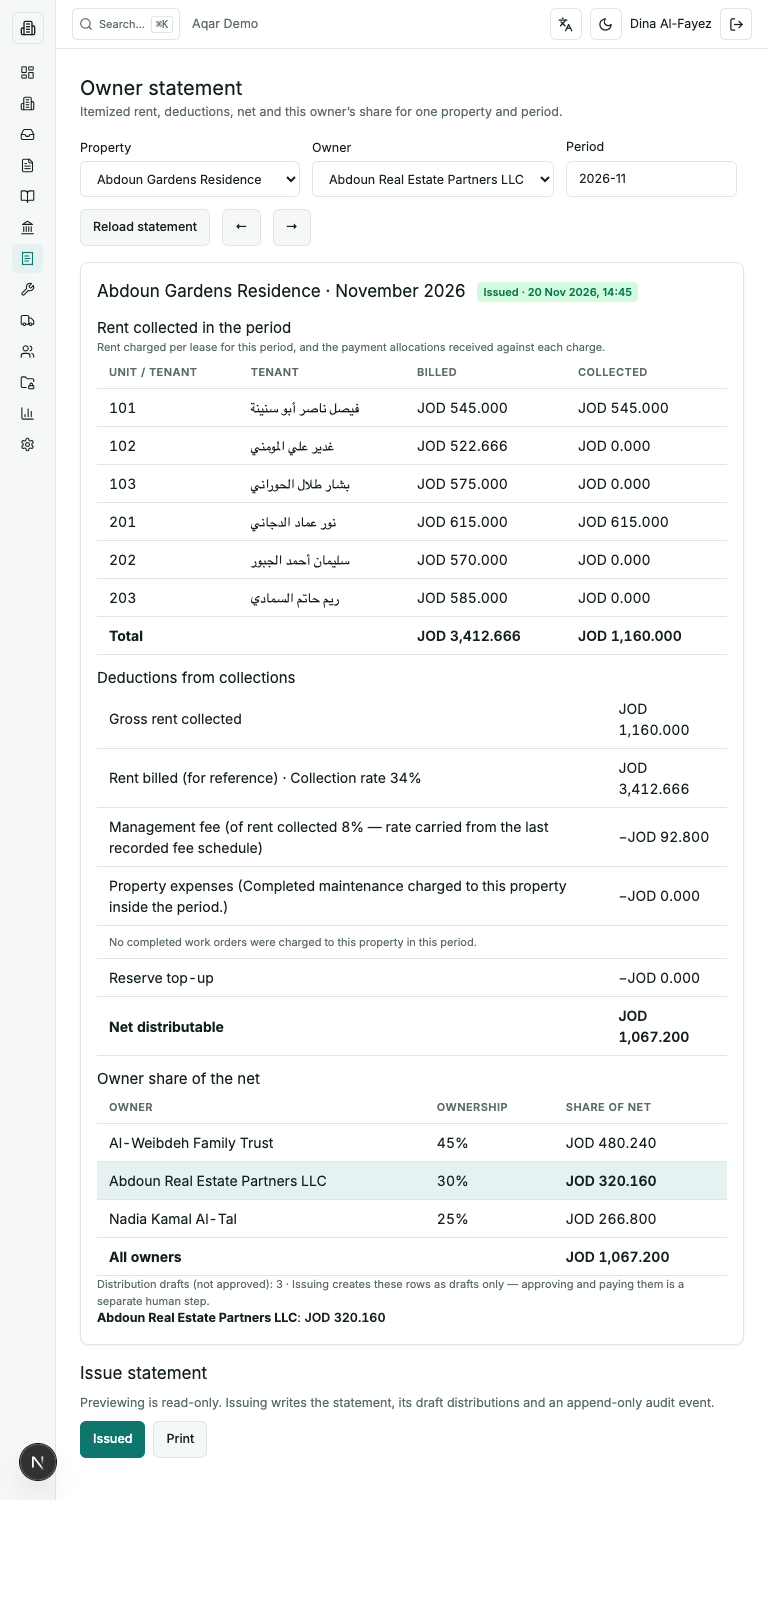 Search... ⌘K Aqar Demo Dina Al-Fayez
Owner statement
Itemized rent, deductions, net and this owner's share for one property and period.
Property Owner Period
Abdoun Gardens Residence Abdoun Real Estate Partners LLC 2026-11
Reload statement ← →
Abdoun Gardens Residence · November 2026 Issued · 20 Nov 2026, 14:45
Rent collected in the period
Rent charged per lease for this period, and the payment allocations received against each charge.
UNIT / TENANT TENANT BILLED COLLECTED
101 فيصل ناصر أبو سنينة JOD 545.000 JOD 545.000
102 غدير علي المومني JOD 522.666 JOD 0.000
103 بشار طلال الحوراني JOD 575.000 JOD 0.000
201 نور عماد الدجاني JOD 615.000 JOD 615.000
202 سليمان أحمد الجبور JOD 570.000 JOD 0.000
203 ريم حاتم السمادي JOD 585.000 JOD 0.000
Total JOD 3,412.666 JOD 1,160.000
Deductions from collections
Gross rent collected JOD
1,160.000
Rent billed (for reference) · Collection rate 34% JOD
3,412.666
Management fee (of rent collected 8% — rate carried from the last
recorded fee schedule) −JOD 92.800
Property expenses (Completed maintenance charged to this property
inside the period.) −JOD 0.000
No completed work orders were charged to this property in this period.
Reserve top-up −JOD 0.000
Net distributable JOD
1,067.200
Owner share of the net
OWNER OWNERSHIP SHARE OF NET
Al-Weibdeh Family Trust 45% JOD 480.240
Abdoun Real Estate Partners LLC 30% JOD 320.160
Nadia Kamal Al-Tal 25% JOD 266.800
All owners JOD 1,067.200
Distribution drafts (not approved): 3 · Issuing creates these rows as drafts only — approving and paying them is a
separate human step.
Abdoun Real Estate Partners LLC: JOD 320.160
Issue statement
Previewing is read-only. Issuing writes the statement, its draft distributions and an append-only audit event.
Issued Print
N